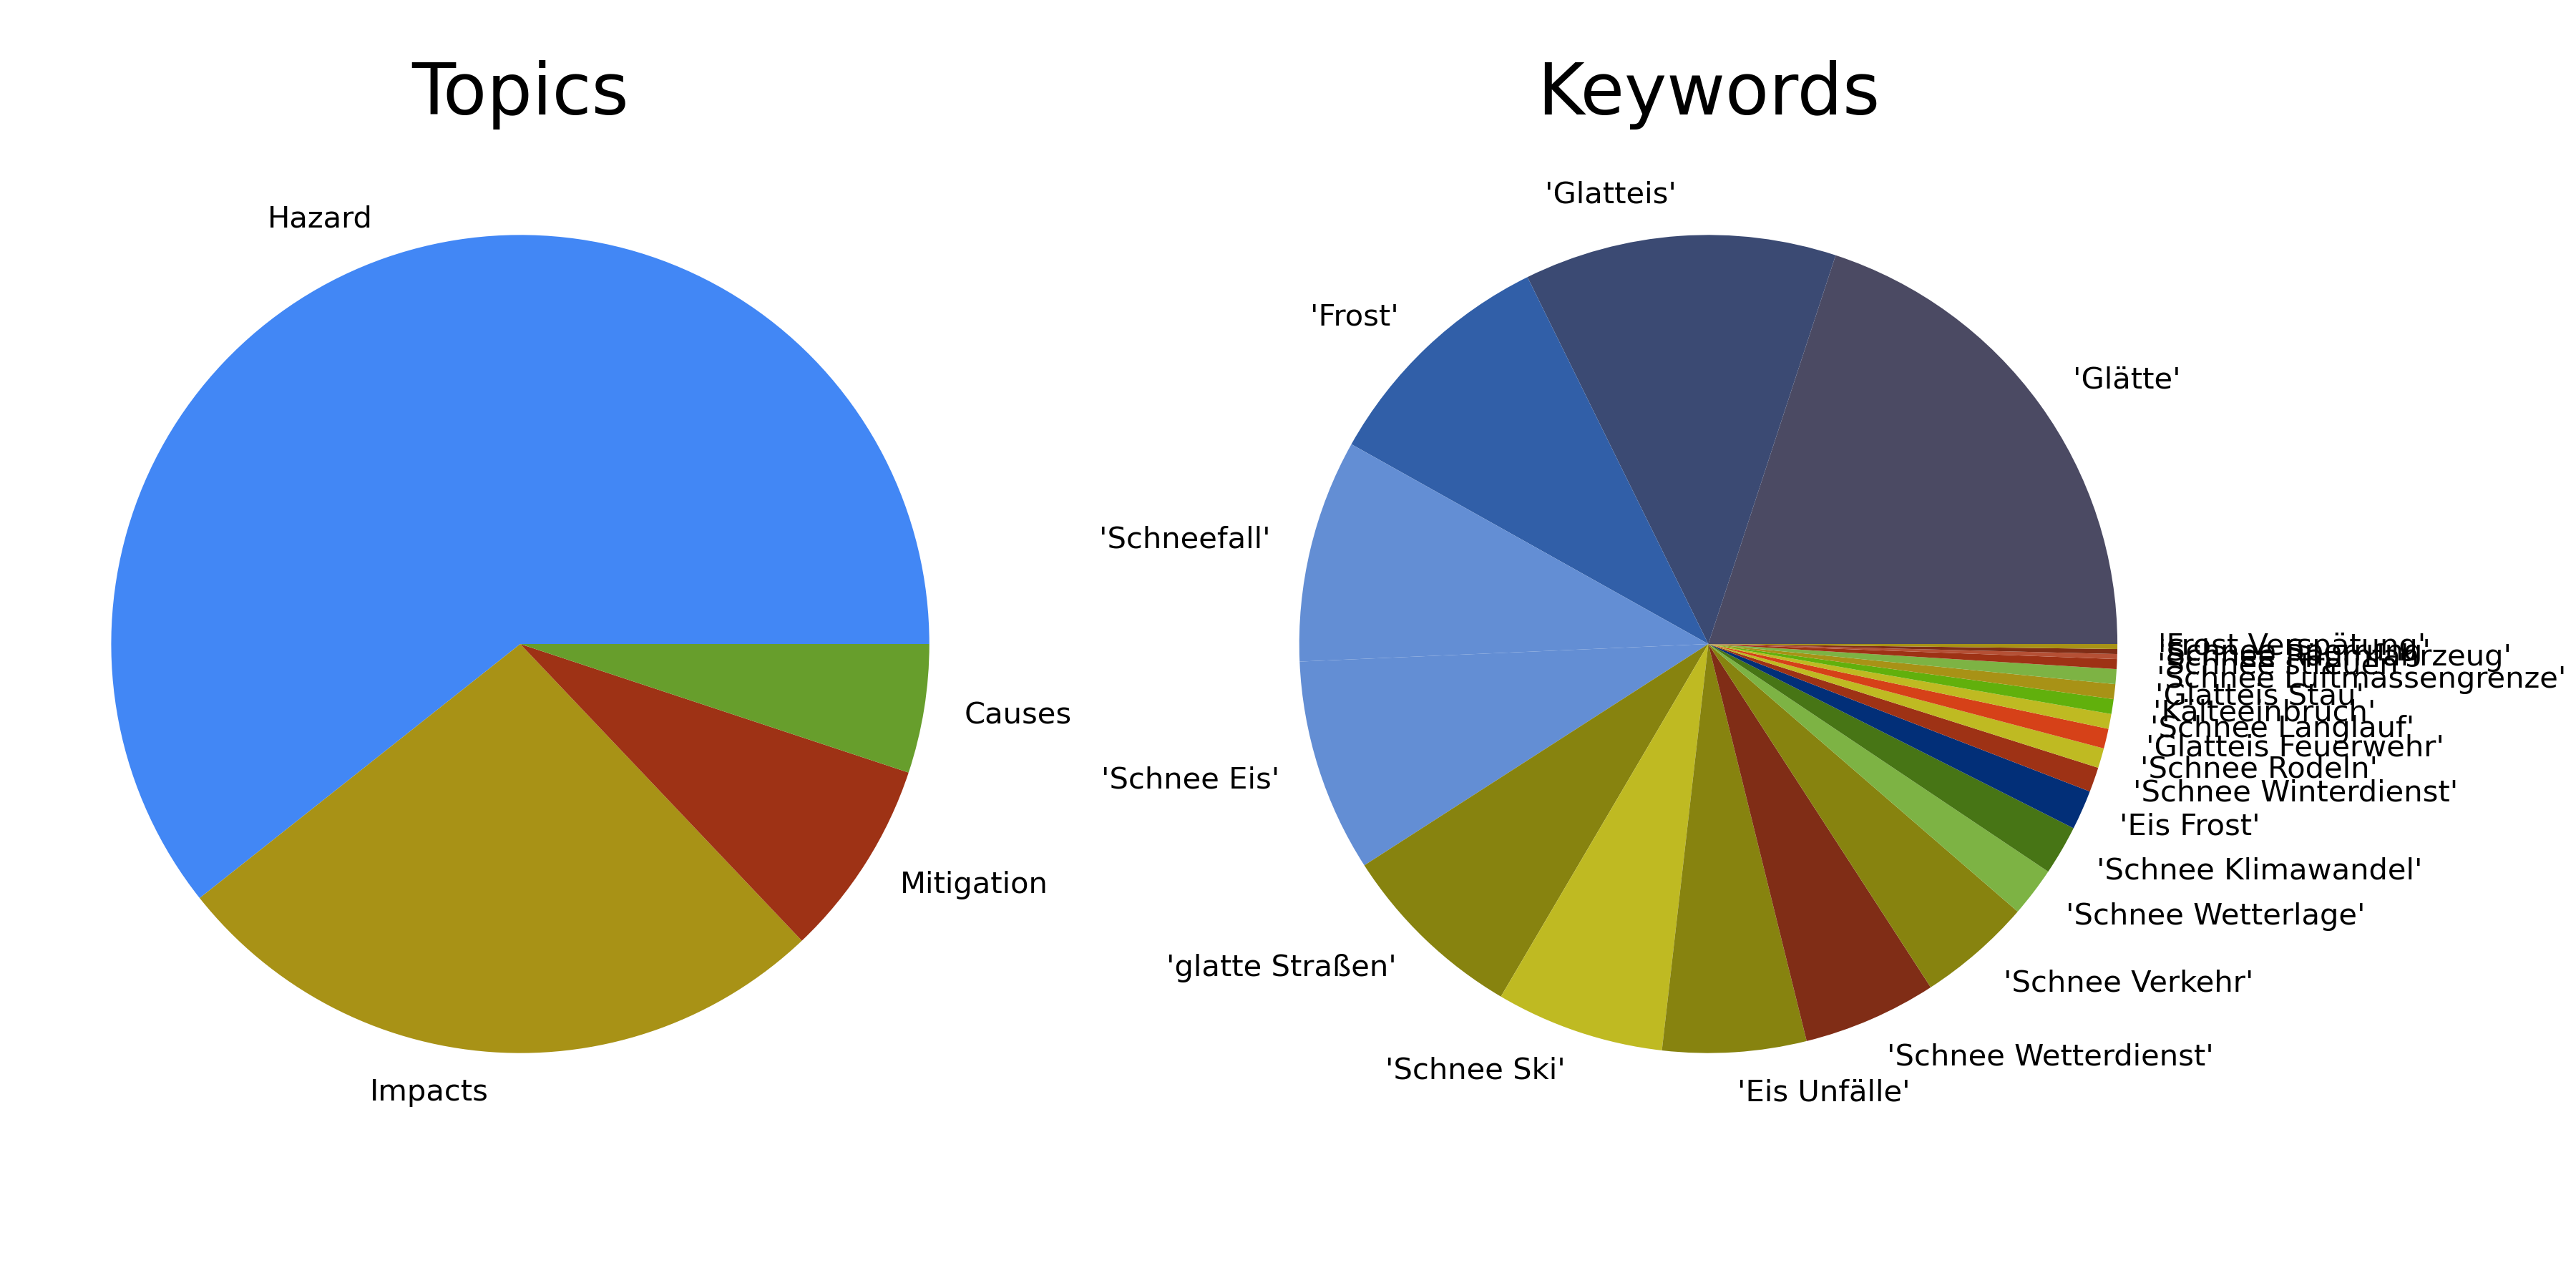 Topics
Keywords
Hazard
Impacts
Mitigation
Causes
'Glätte'
'Glatteis'
'Frost'
'Schneefall'
'Schnee Eis'
'glatte Straßen'
'Schnee Ski'
'Eis Unfälle'
'Schnee Wetterdienst'
'Schnee Verkehr'
'Schnee Wetterlage'
'Schnee Klimawandel'
'Eis Frost'
'Schnee Winterdienst'
'Schnee Rodeln'
'Glatteis Feuerwehr'
'Schnee Langlauf'
'Kälteeinbruch'
'Glatteis Stau'
'Schnee Luftmassengrenze'
'Frost Verspätung'